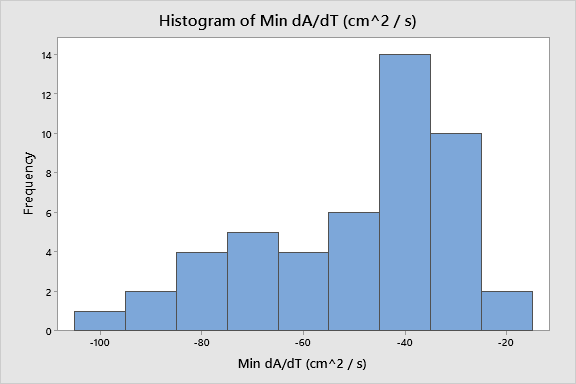 Histogram of Min dA/dT (cm^2 / s)
14
12
10
8
6
4
2
0
Frequency
-100 -80 -60 -40 -20
Min dA/dT (cm^2 / s)